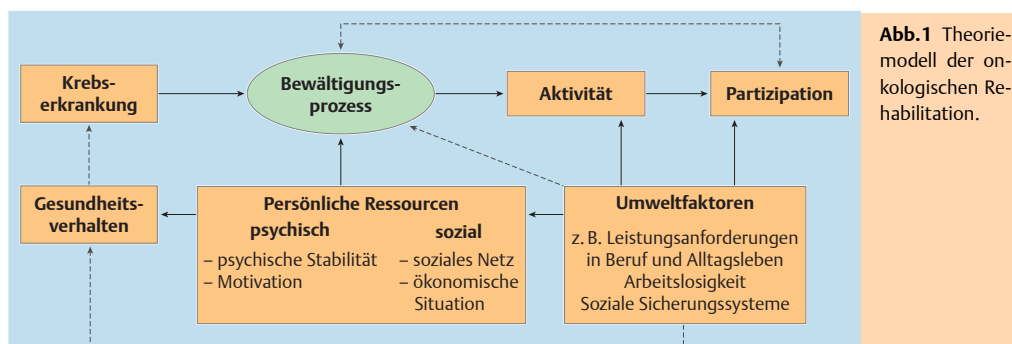 Krebs-
erkrankung
Bewältigungs-
prozess
Aktivität
Partizipation
Gesundheits-
verhalten
Persönliche Ressourcen
psychisch
– psychische Stabilität
– Motivation
sozial
– soziales Netz
– ökonomische
Situation
Umweltfaktoren
z. B. Leistungsanforderungen
in Beruf und Alltagsleben
Arbeitslosigkeit
Soziale Sicherungssysteme
Abb.1 Theorie-
modell der on-
kologischen Re-
habilitation.